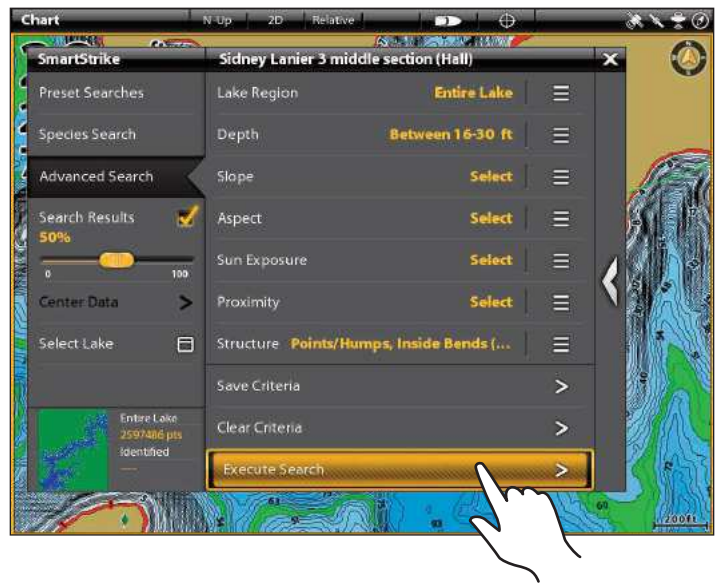 Chart N-Up 2D Relative
SmartStrike Sidney Lanier 3 middle section (Hall)
Preset Searches
Species Search
Advanced Search
Search Results
50%
0 100
Center Data
Select Lake
Entire Lake
2597486 pts
Identified
----
Lake Region Entire Lake
Depth Between 16-30 ft
Slope Select
Aspect Select
Sun Exposure Select
Proximity Select
Structure Points/Humps, Inside Bends (...
Save Criteria
Clear Criteria
Execute Search
63
93
69
200ft